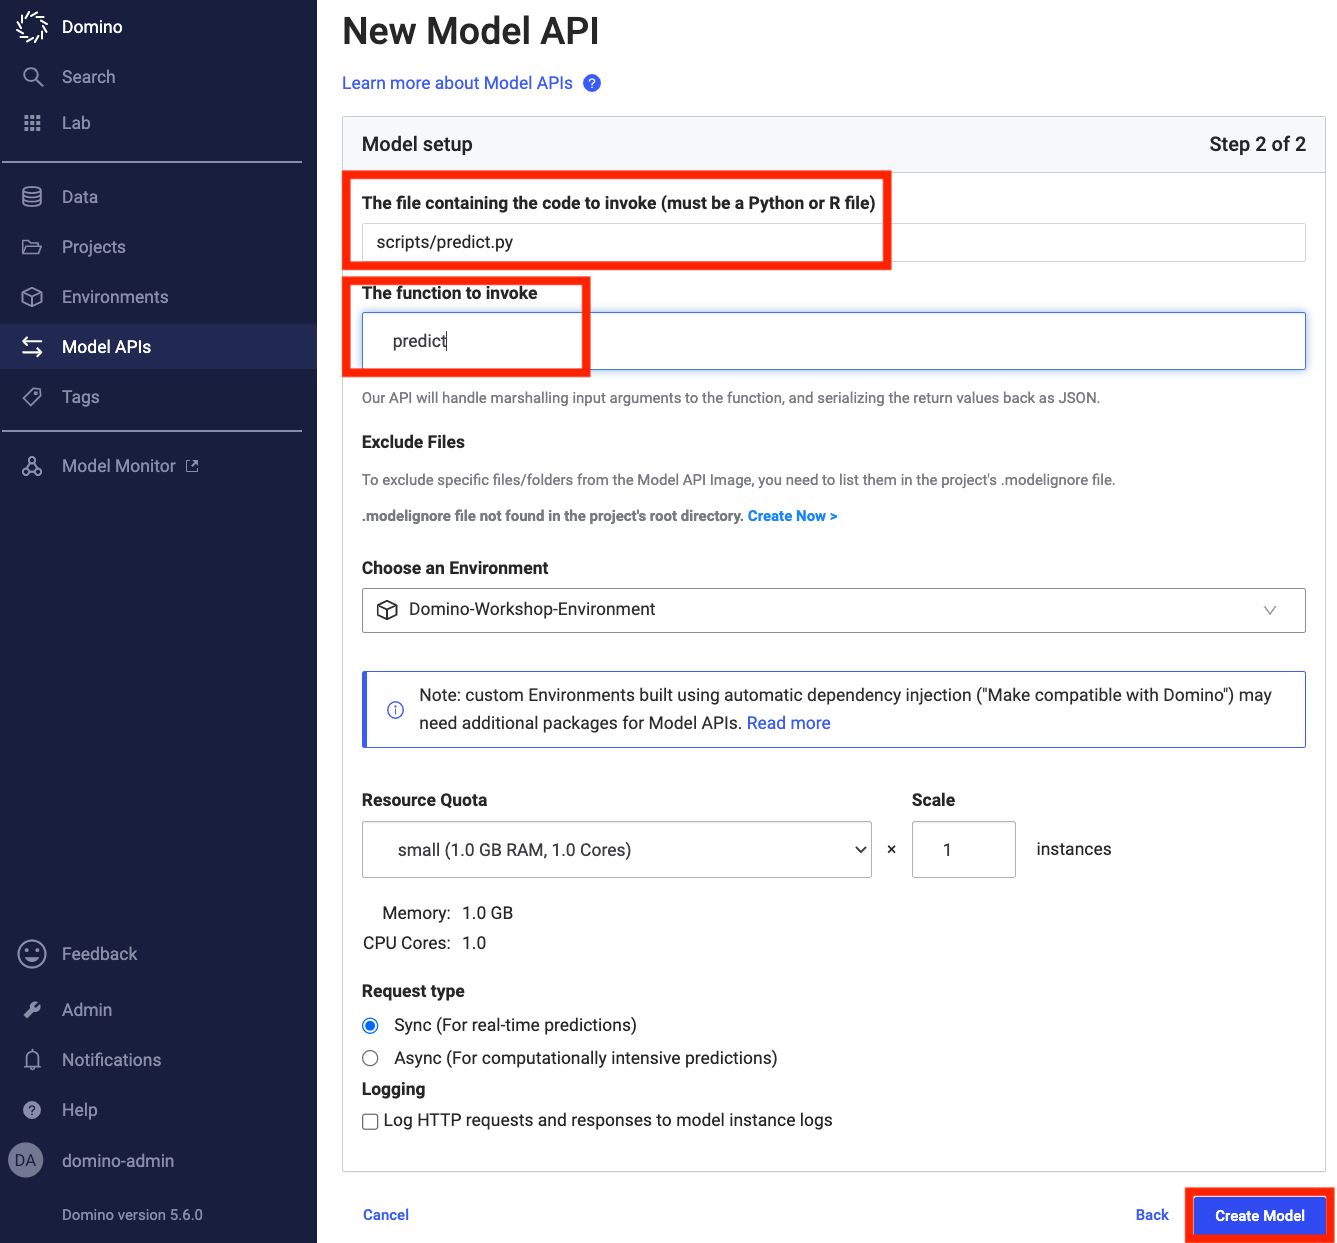 Domino
Search
Lab
Data
Projects
Environments
Model APIs
Tags
Model Monitor
Feedback
Admin
Notifications
Help
DA domino-admin
Domino version 5.6.0
New Model API
Learn more about Model APIs ?
Model setup Step 2 of 2
The file containing the code to invoke (must be a Python or R file)
scripts/predict.py
The function to invoke
predict
Our API will handle marshalling input arguments to the function, and serializing the return values back as JSON.
Exclude Files
To exclude specific files/folders from the Model API Image, you need to list them in the project's .modelignore file.
.modelignore file not found in the project's root directory. Create Now >
Choose an Environment
Domino-Workshop-Environment
Note: custom Environments built using automatic dependency injection ("Make compatible with Domino") may
need additional packages for Model APIs. Read more
Resource Quota Scale
small (1.0 GB RAM, 1.0 Cores) × 1 instances
Memory: 1.0 GB
CPU Cores: 1.0
Request type
Sync (For real-time predictions)
Async (For computationally intensive predictions)
Logging
Log HTTP requests and responses to model instance logs
Cancel Back Create Model